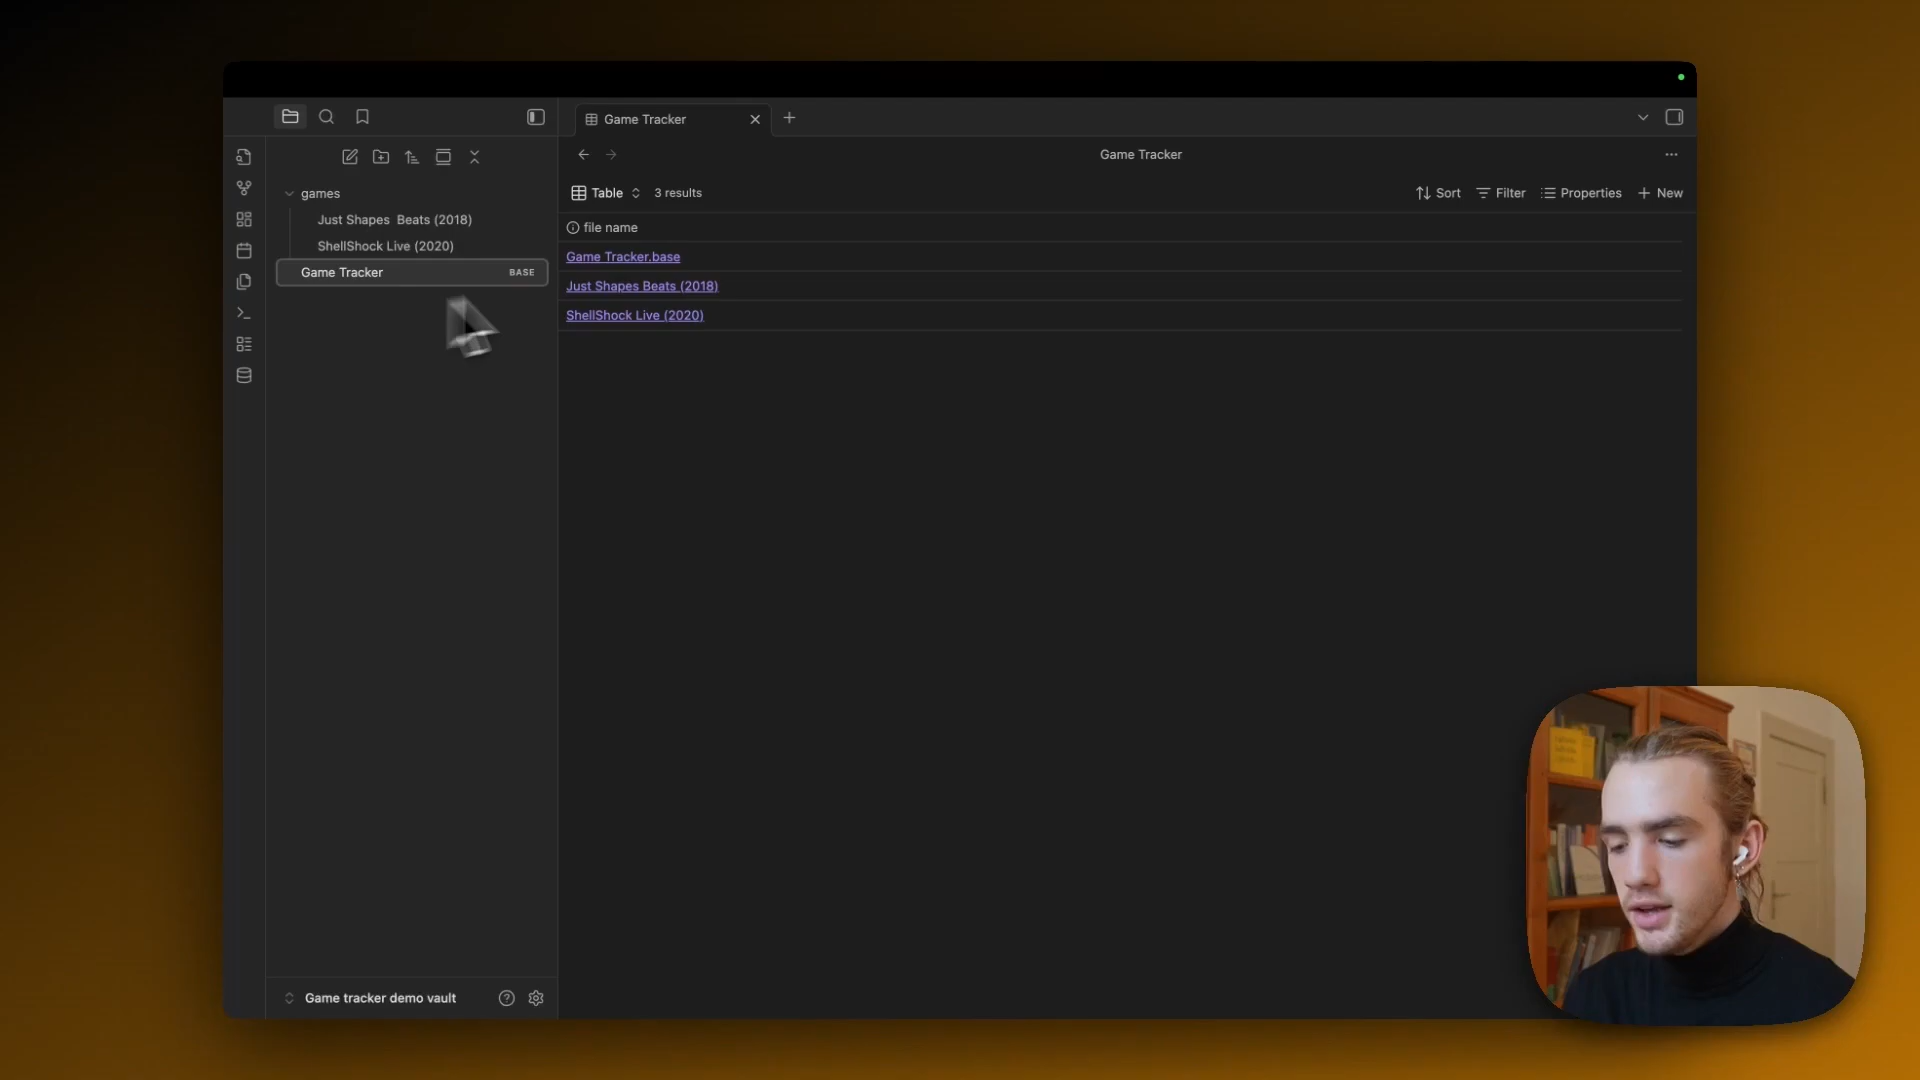 Game Tracker
Game Tracker
games
Just Shapes  Beats (2018)
ShellShock Live (2020)
Game Tracker BASE
Table 3 results Sort Filter Properties New
file name
Game Tracker.base
Just Shapes Beats (2018)
ShellShock Live (2020)
Game tracker demo vault